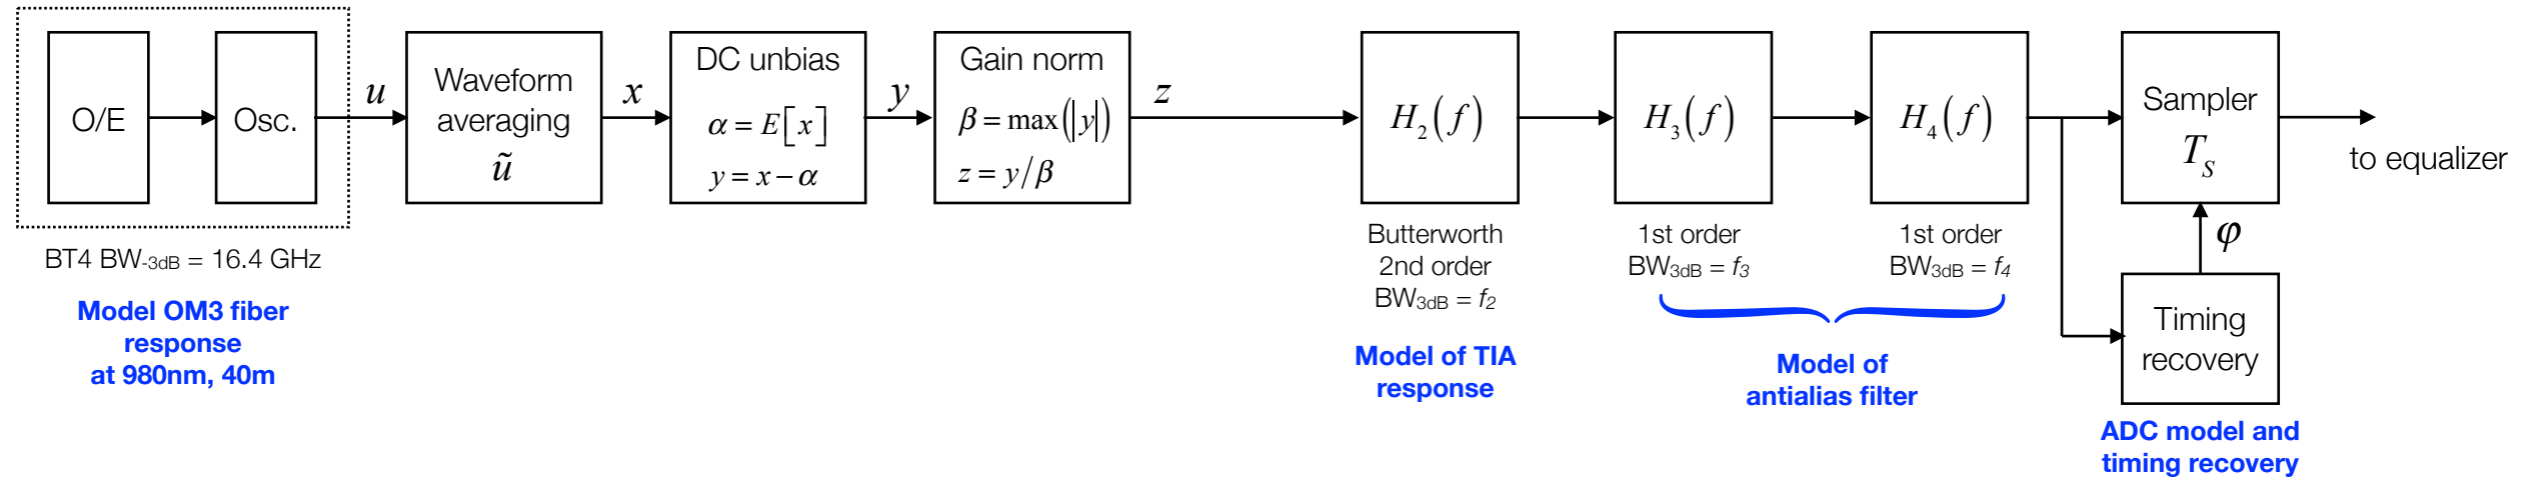 O/E
Osc.
u
Waveform
averaging
ũ
x
DC unbias
α = E[x]
y = x − α
y
Gain norm
β = max(|y|)
z = y/β
z
H₂(f)
H₃(f)
H₄(f)
Sampler
T_S
to equalizer
BT4 BW-3dB = 16.4 GHz
Model OM3 fiber
response
at 980nm, 40m
Butterworth
2nd order
BW3dB = f2
Model of TIA
response
1st order
BW3dB = f3
1st order
BW3dB = f4
Model of
antialias filter
φ
Timing
recovery
ADC model and
timing recovery